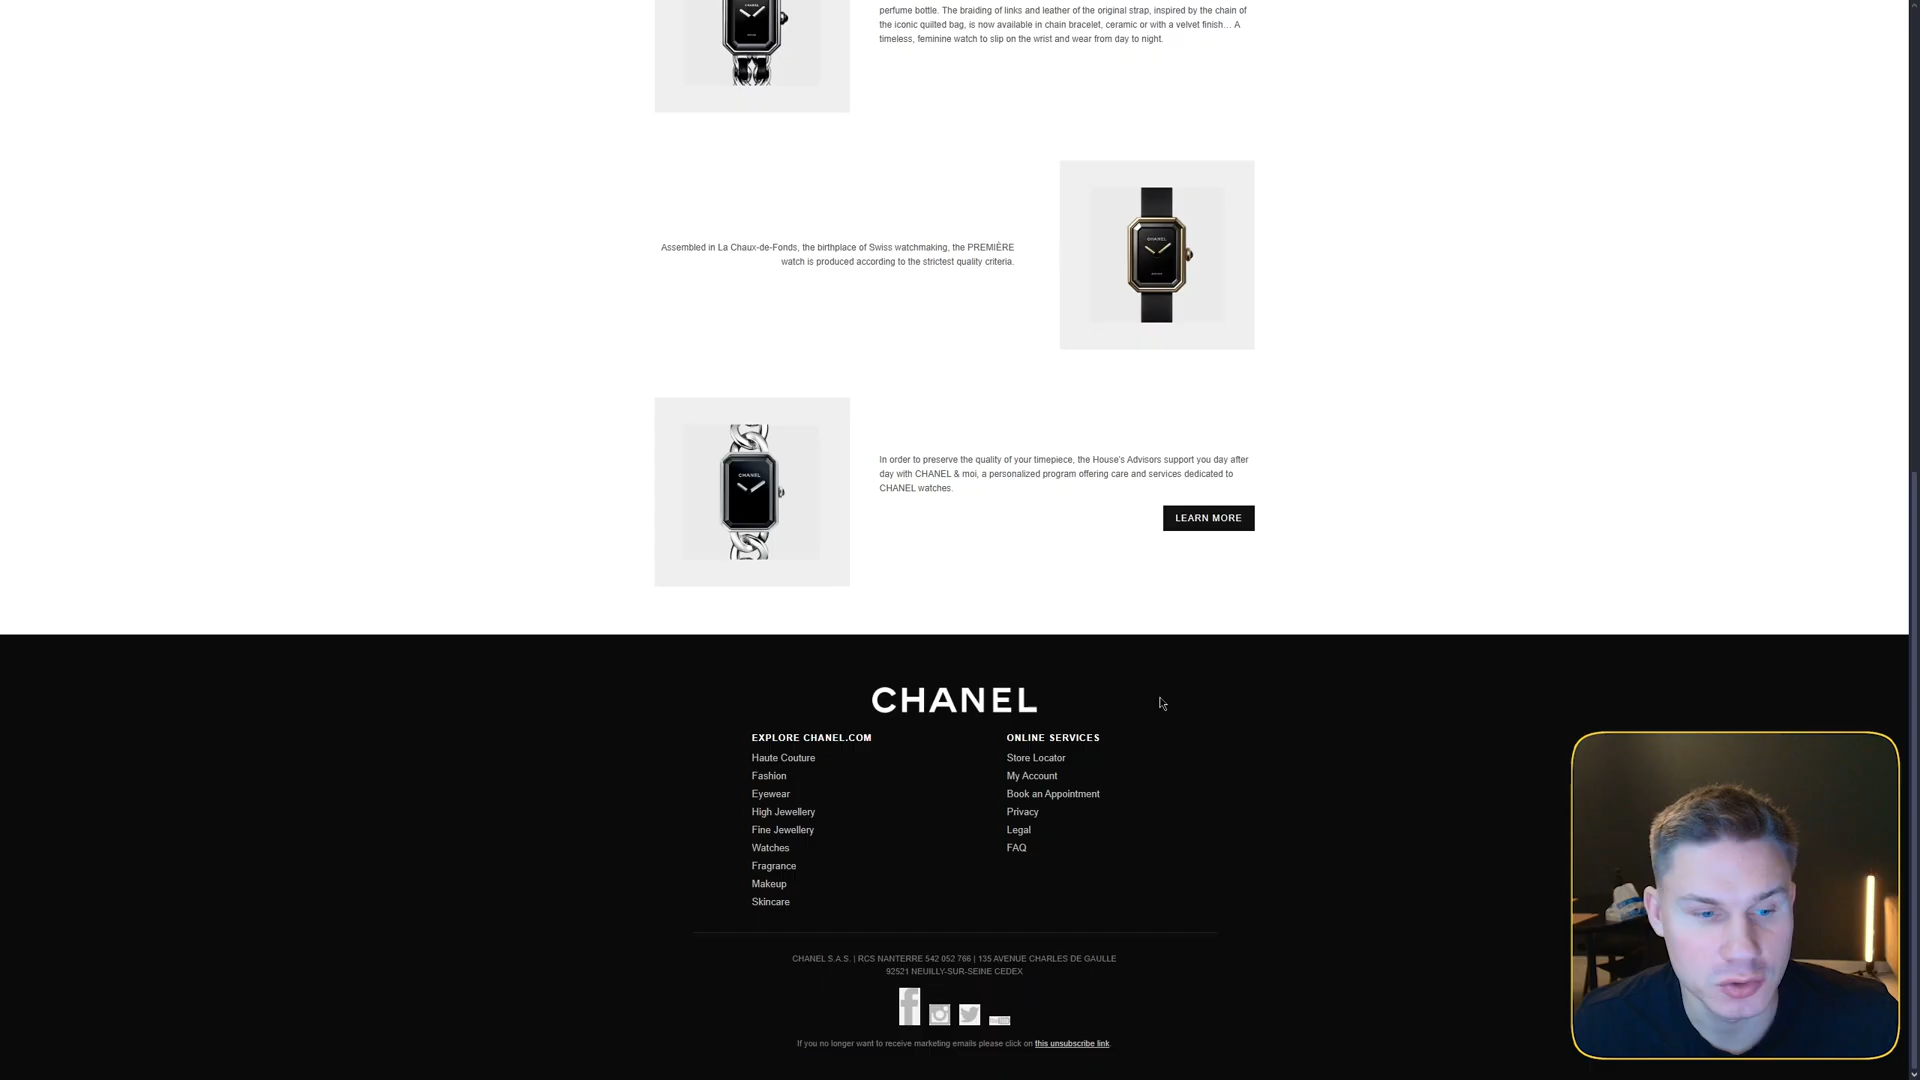 perfume bottle. The braiding of links and leather of the original strap, inspired by the chain of
the iconic quilted bag, is now available in chain bracelet, ceramic or with a velvet finish... A
timeless, feminine watch to slip on the wrist and wear from day to night.
CHANEL
Assembled in La Chaux-de-Fonds, the birthplace of Swiss watchmaking, the PREMIÈRE
watch is produced according to the strictest quality criteria.
CHANEL
In order to preserve the quality of your timepiece, the House's Advisors support you day after
day with CHANEL & moi, a personalized program offering care and services dedicated to
CHANEL watches.
LEARN MORE
CHANEL
EXPLORE CHANEL.COM
Haute Couture
Fashion
Eyewear
High Jewellery
Fine Jewellery
Watches
Fragrance
Makeup
Skincare
ONLINE SERVICES
Store Locator
My Account
Book an Appointment
Privacy
Legal
FAQ
CHANEL S.A.S. | RCS NANTERRE 542 052 766 | 135 AVENUE CHARLES DE GAULLE
92521 NEUILLY-SUR-SEINE CEDEX
If you no longer want to receive marketing emails please click on this unsubscribe link.